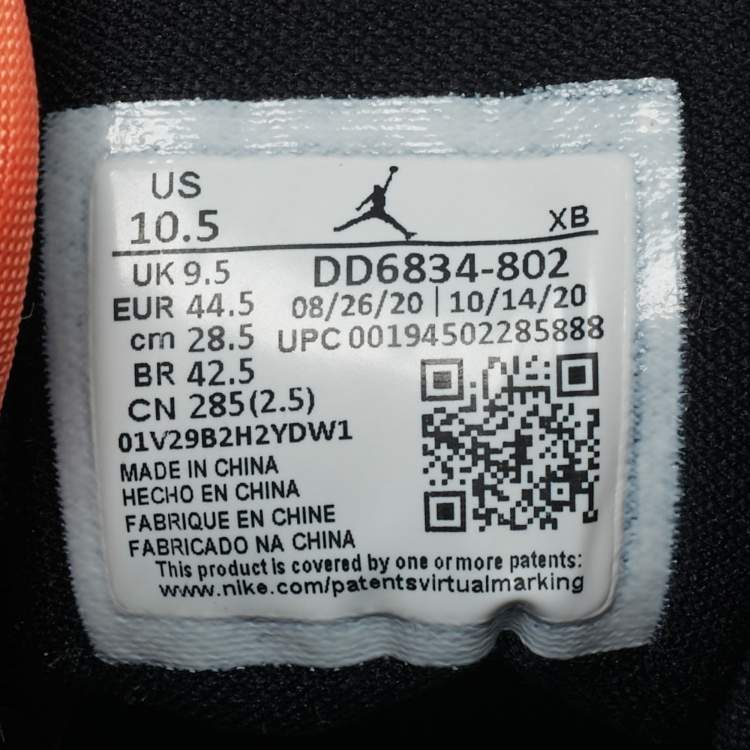 US
10.5 XB
UK 9.5 DD6834-802
EUR 44.5 08/26/20 | 10/14/20
cm 28.5 UPC 00194502285888
BR 42.5
CN 285(2.5)
01V29B2H2YDW1
MADE IN CHINA
HECHO EN CHINA
FABRIQUE EN CHINE
FABRICADO NA CHINA
This product is covered by one or more patents:
www.nike.com/patentsvirtualmarking